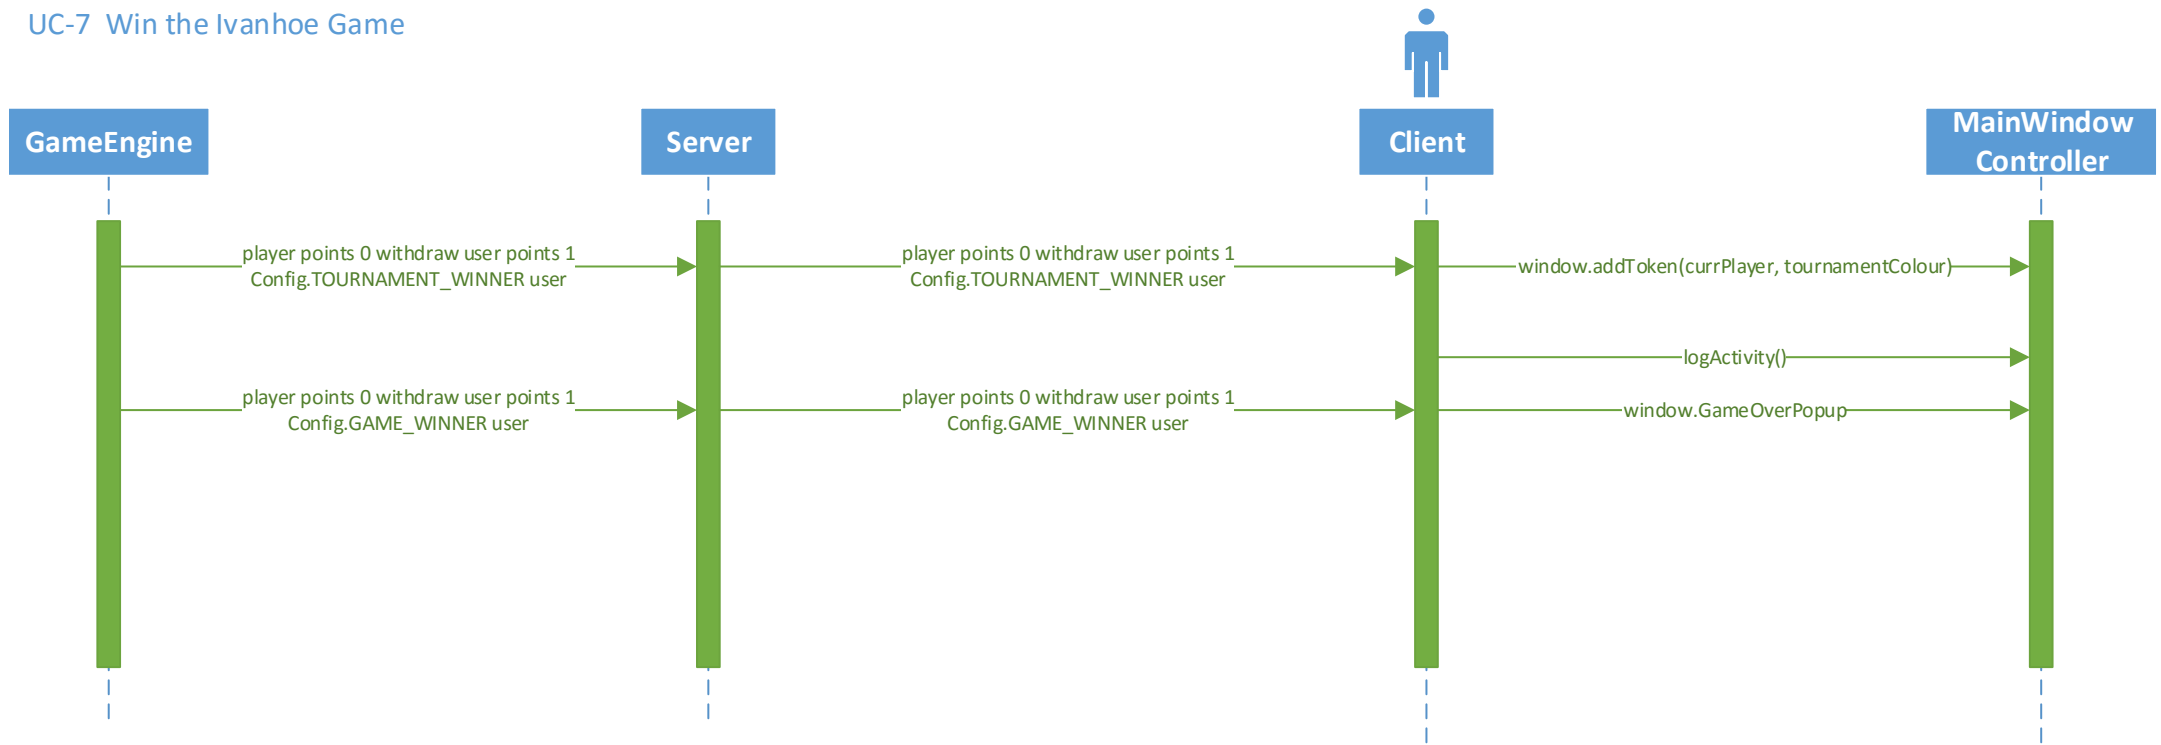 UC-7 Win the Ivanhoe Game
GameEngine
Server
Client
MainWindow
Controller
player points 0 withdraw user points 1
Config.TOURNAMENT_WINNER user
player points 0 withdraw user points 1
Config.TOURNAMENT_WINNER user
window.addToken(currPlayer, tournamentColour)
logActivity()
player points 0 withdraw user points 1
Config.GAME_WINNER user
player points 0 withdraw user points 1
Config.GAME_WINNER user
window.GameOverPopup